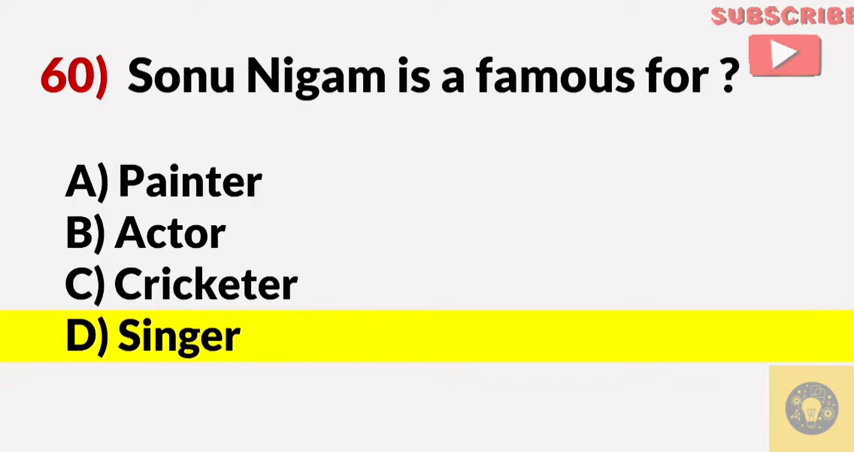 SUBSCRIBE
60) Sonu Nigam is a famous for ?
A) Painter
B) Actor
C) Cricketer
D) Singer